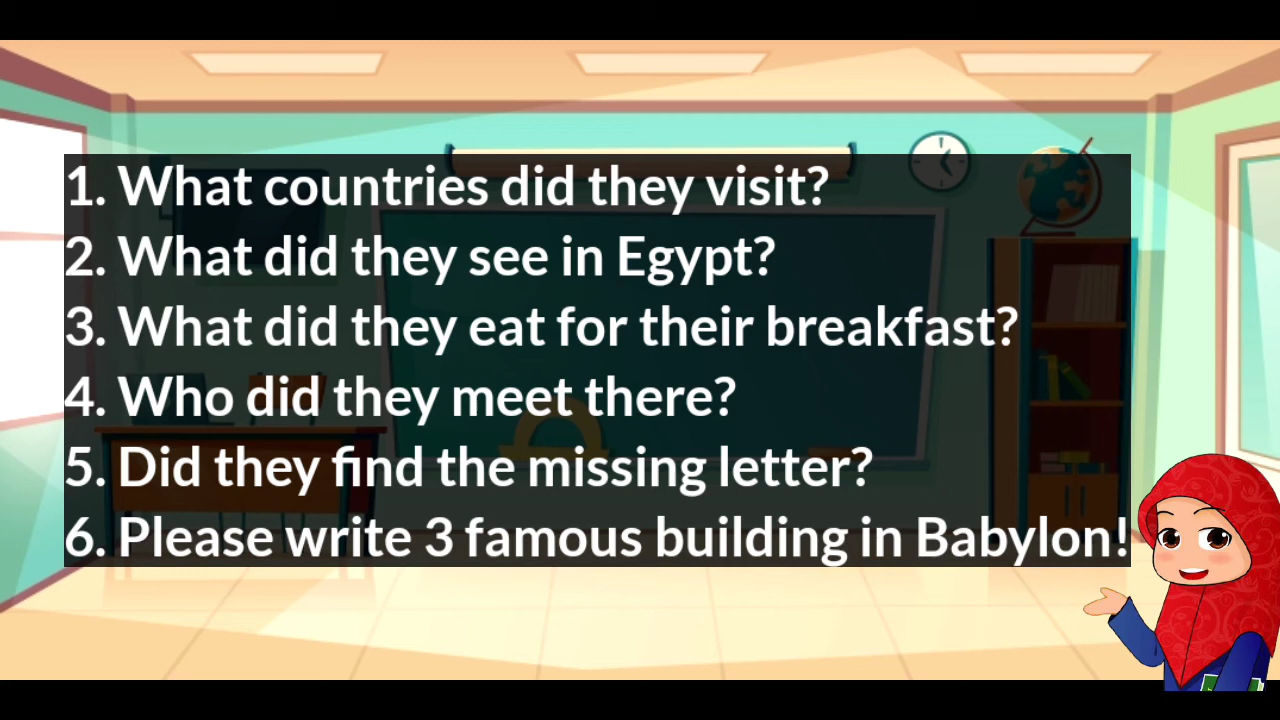 1. What countries did they visit?
2. What did they see in Egypt?
3. What did they eat for their breakfast?
4. Who did they meet there?
5. Did they find the missing letter?
6. Please write 3 famous building in Babylon!